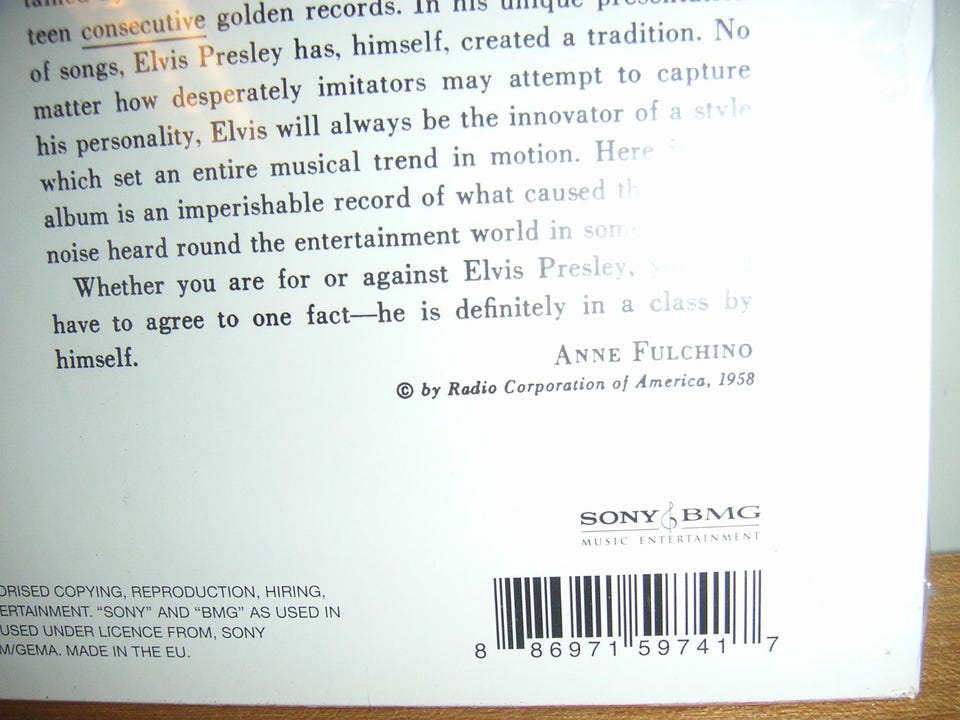 teen consecutive golden records. In his unique
of songs, Elvis Presley has, himself, created a tradition. No
matter how desperately imitators may attempt to capture
his personality, Elvis will always be the innovator of a style
which set an entire musical trend in motion. Here
album is an imperishable record of what caused
noise heard round the entertainment world in
Whether you are for or against Elvis Presley,
have to agree to one fact—he is definitely in a class by
himself.
ANNE FULCHINO
© by Radio Corporation of America, 1958
SONY BMG
MUSIC ENTERTAINMENT
ORISED COPYING, REPRODUCTION, HIRING,
ERTAINMENT. "SONY" AND "BMG" AS USED IN
USED UNDER LICENCE FROM, SONY
M/GEMA. MADE IN THE EU.
8 86971 59741 7